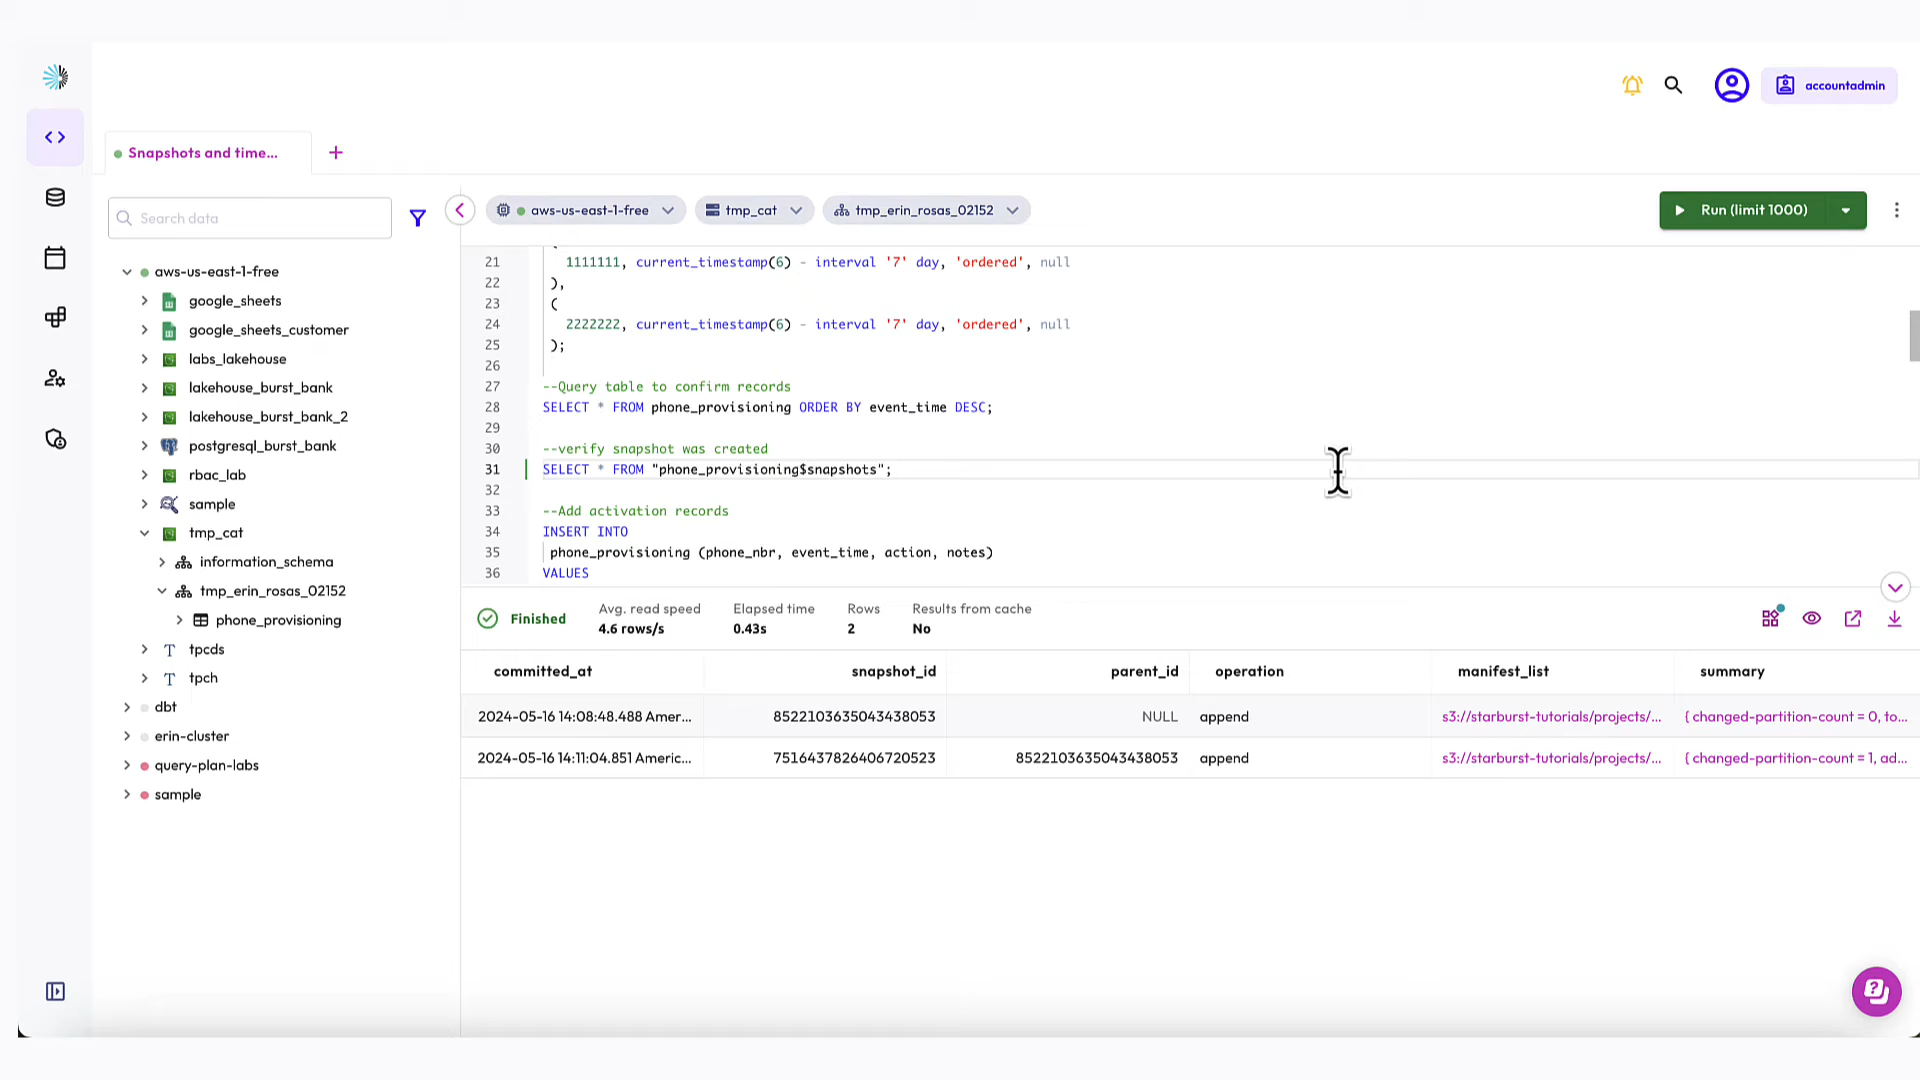 accountadmin
Snapshots and time...
Search data
aws-us-east-1-free
google_sheets
google_sheets_customer
labs_lakehouse
lakehouse_burst_bank
lakehouse_burst_bank_2
postgresql_burst_bank
rbac_lab
sample
tmp_cat
information_schema
tmp_erin_rosas_02152
phone_provisioning
tpcds
tpch
dbt
erin-cluster
query-plan-labs
sample
aws-us-east-1-free
tmp_cat
tmp_erin_rosas_02152
Run (limit 1000)
21 1111111, current_timestamp(6) - interval '7' day, 'ordered', null
22 ),
23 (
24 2222222, current_timestamp(6) - interval '7' day, 'ordered', null
25 );
26
27 --Query table to confirm records
28 SELECT * FROM phone_provisioning ORDER BY event_time DESC;
29
30 --verify snapshot was created
31 SELECT * FROM "phone_provisioning$snapshots";
32
33 --Add activation records
34 INSERT INTO
35 phone_provisioning (phone_nbr, event_time, action, notes)
36 VALUES
Finished
Avg. read speed
4.6 rows/s
Elapsed time
0.43s
Rows
2
Results from cache
No
committed_at snapshot_id parent_id operation manifest_list summary
2024-05-16 14:08:48.488 Amer... 8522103635043438053 NULL append s3://starburst-tutorials/projects/... { changed-partition-count = 0, to...
2024-05-16 14:11:04.851 Americ... 7516437826406720523 8522103635043438053 append s3://starburst-tutorials/projects/... { changed-partition-count = 1, ad...